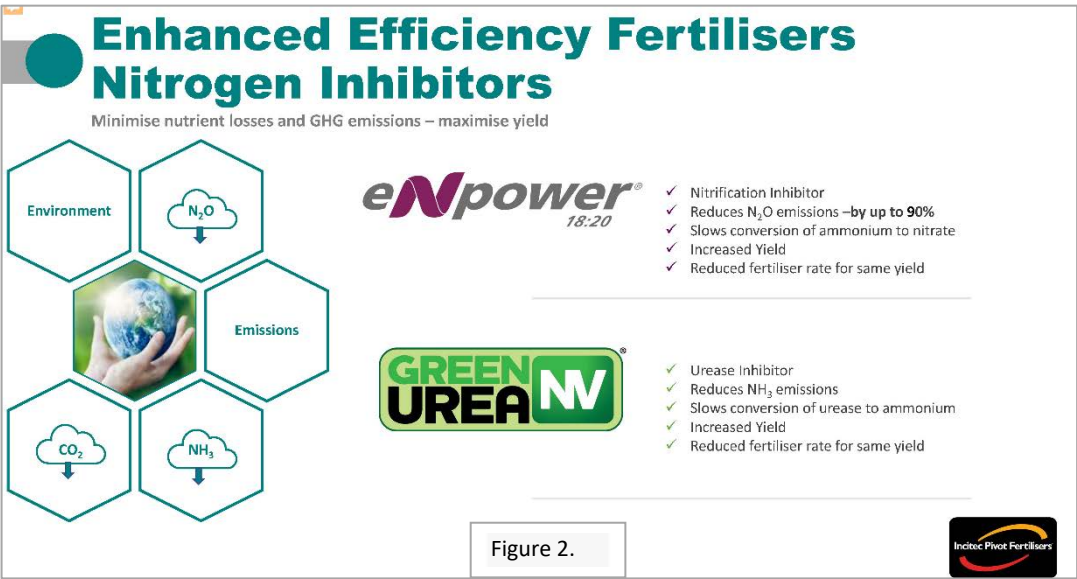 Enhanced Efficiency Fertilisers
Nitrogen Inhibitors
Minimise nutrient losses and GHG emissions – maximise yield
Environment
N₂O
Emissions
CO₂
NH₃
eNpower®
18:20
✓ Nitrification Inhibitor
✓ Reduces N₂O emissions –by up to 90%
✓ Slows conversion of ammonium to nitrate
✓ Increased Yield
✓ Reduced fertiliser rate for same yield
GREEN
UREA NV®
✓ Urease Inhibitor
✓ Reduces NH₃ emissions
✓ Slows conversion of urease to ammonium
✓ Increased Yield
✓ Reduced fertiliser rate for same yield
Figure 2.
Incitec Pivot Fertilisers